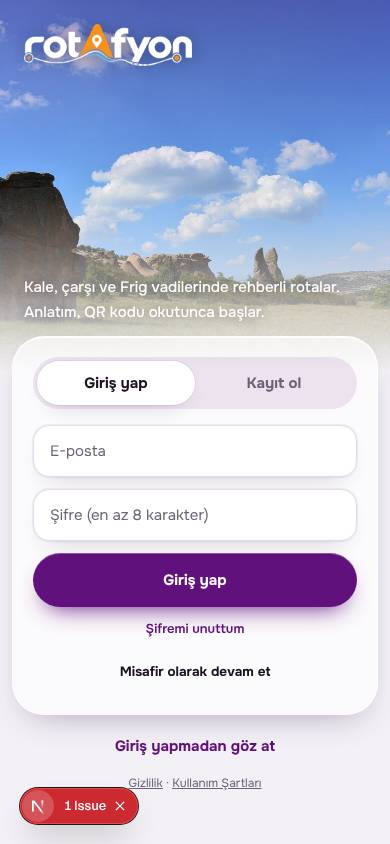 rotAfyon
Kale, çarşı ve Frig vadilerinde rehberli rotalar.
Anlatım, QR kodu okutunca başlar.
Giriş yap
Kayıt ol
E-posta
Şifre (en az 8 karakter)
Giriş yap
Şifremi unuttum
Misafir olarak devam et
Giriş yapmadan göz at
Gizlilik · Kullanım Şartları
N 1 Issue